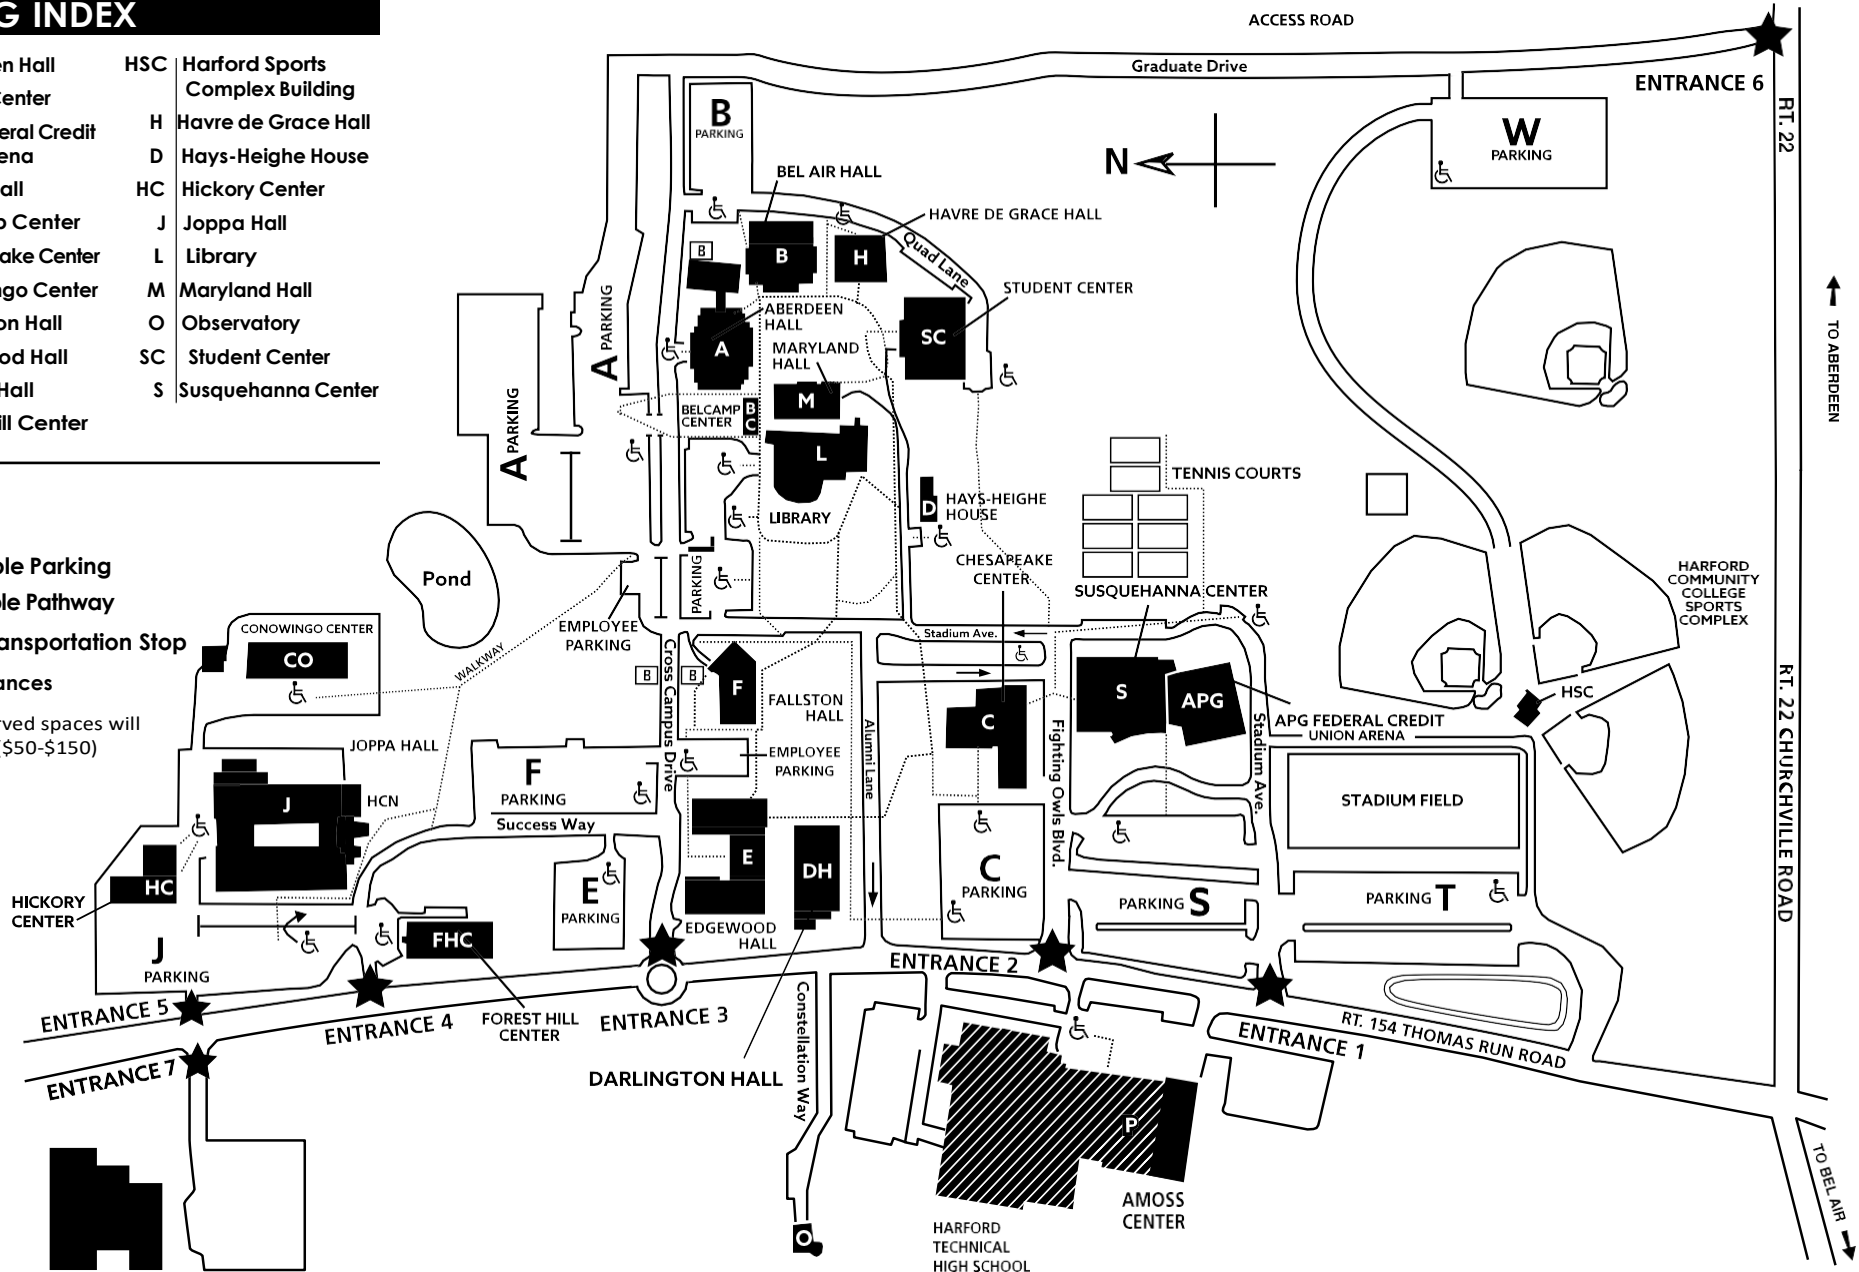 G INDEX
en Hall
Center
eral Credit
ena
all
p Center
ake Center
ngo Center
on Hall
od Hall
Hall
ill Center
HSC Harford Sports
Complex Building
H Havre de Grace Hall
D Hays-Heighe House
HC Hickory Center
J Joppa Hall
L Library
M Maryland Hall
O Observatory
SC Student Center
S Susquehanna Center
ble Parking
ble Pathway
ransportation Stop
ances
rved spaces will
($50-$150)
ACCESS ROAD
Graduate Drive
ENTRANCE 6
RT. 22
W
PARKING
N
B
PARKING
BEL AIR HALL
HAVRE DE GRACE HALL
Quad Lane
B
B
H
STUDENT CENTER
SC
ABERDEEN
HALL
A
MARYLAND
HALL
M
A PARKING
A PARKING
BELCAMP
CENTER
B
C
L
LIBRARY
D
HAYS-HEIGHE
HOUSE
TENNIS COURTS
TO ABERDEEN
CHESAPEAKE
CENTER
SUSQUEHANNA CENTER
HARFORD
COMMUNITY
COLLEGE
SPORTS
COMPLEX
Pond
PARKING L
EMPLOYEE
PARKING
CONOWINGO CENTER
CO
WALKWAY
Stadium Ave.
B
B
Cross Campus Drive
F
FALLSTON
HALL
Alumni Lane
C
Fighting Owls Blvd.
S
APG
Stadium Ave.
APG FEDERAL CREDIT
UNION ARENA
HSC
RT. 22 CHURCHVILLE ROAD
JOPPA HALL
EMPLOYEE
PARKING
F
PARKING
HCN
J
Success Way
STADIUM FIELD
E
DH
C
PARKING
E
PARKING
PARKING S
PARKING T
HC
HICKORY
CENTER
J
PARKING
FHC
EDGEWOOD
HALL
ENTRANCE 2
ENTRANCE 5
ENTRANCE 4
FOREST HILL
CENTER
ENTRANCE 3
ENTRANCE 1
RT. 154 THOMAS RUN ROAD
ENTRANCE 7
DARLINGTON HALL
Constellation Way
P
O
AMOSS
CENTER
HARFORD
TECHNICAL
HIGH SCHOOL
TO BEL AIR